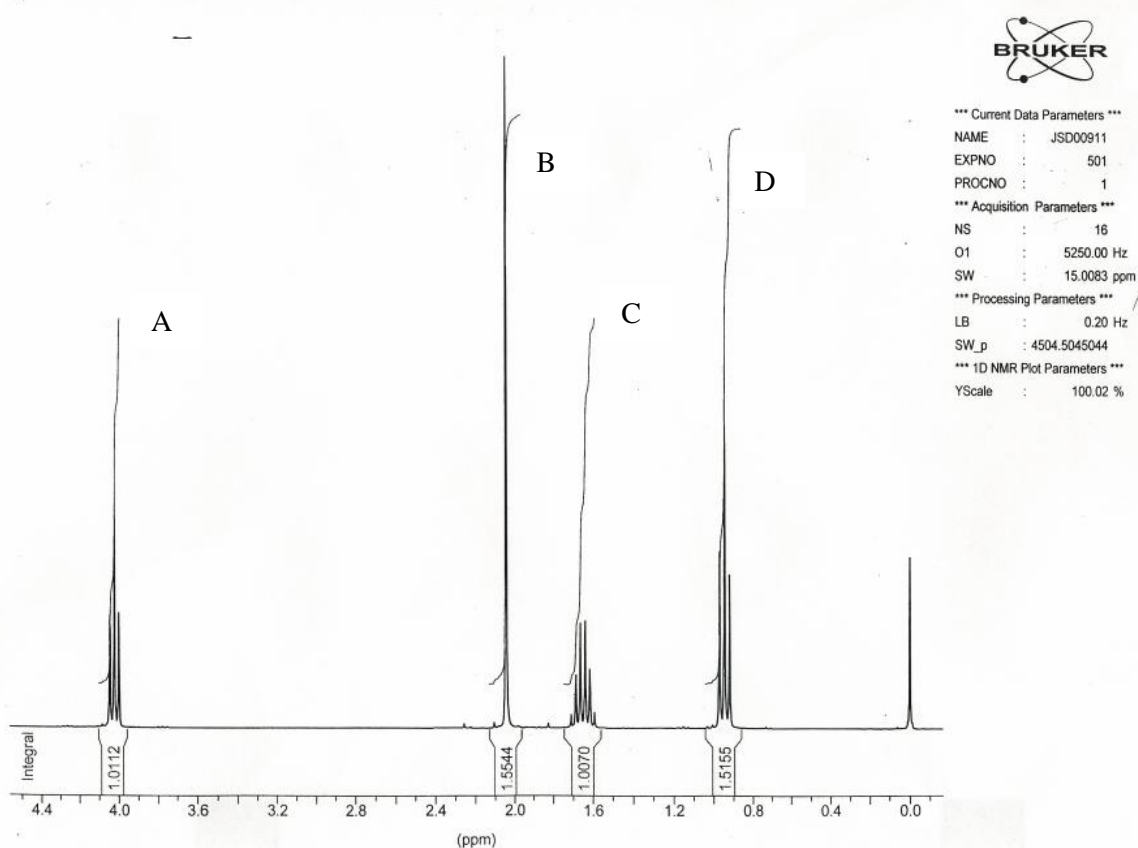 BRUKER
*** Current Data Parameters ***
NAME : JSD00911
EXPNO : 501
PROCNO : 1
*** Acquisition Parameters ***
NS : 16
O1 : 5250.00 Hz
SW : 15.0083 ppm
*** Processing Parameters ***
LB : 0.20 Hz
SW_p : 4504.5045044
*** 1D NMR Plot Parameters ***
YScale : 100.02 %
A
B
C
D
Integral
1.0112
1.5544
1.0070
1.5155
4.4 4.0 3.6 3.2 2.8 2.4 2.0 1.6 1.2 0.8 0.4 0.0
(ppm)